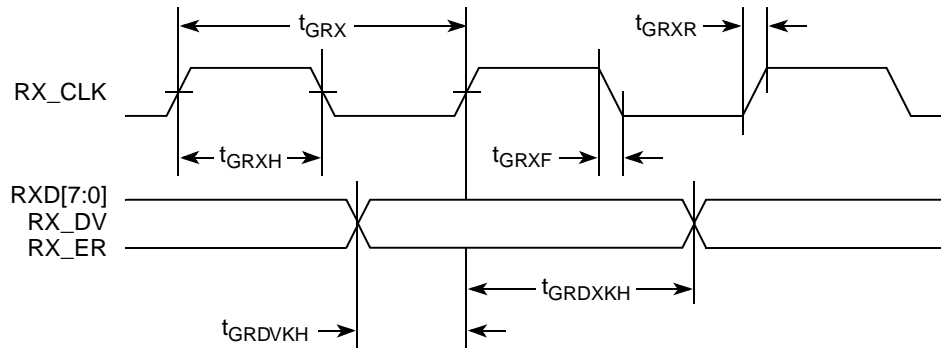 tGRX
tGRXR
RX_CLK
tGRXH
tGRXF
RXD[7:0]
RX_DV
RX_ER
tGRDXKH
tGRDVKH